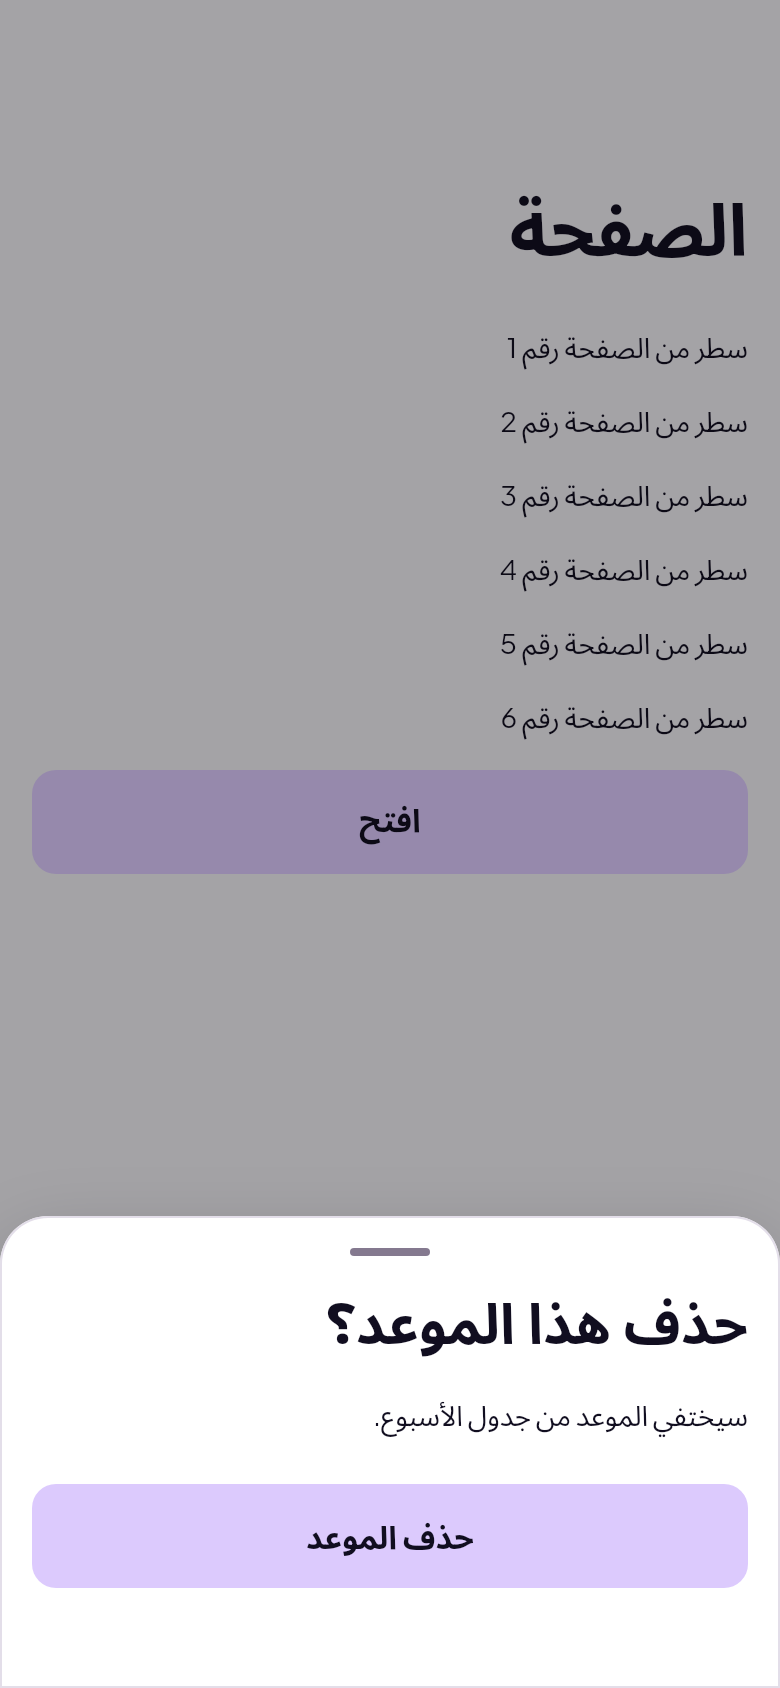 الصفحة
سطر من الصفحة رقم 1
سطر من الصفحة رقم 2
سطر من الصفحة رقم 3
سطر من الصفحة رقم 4
سطر من الصفحة رقم 5
سطر من الصفحة رقم 6
افتح
حذف هذا الموعد؟
سيختفي الموعد من جدول الأسبوع.
حذف الموعد